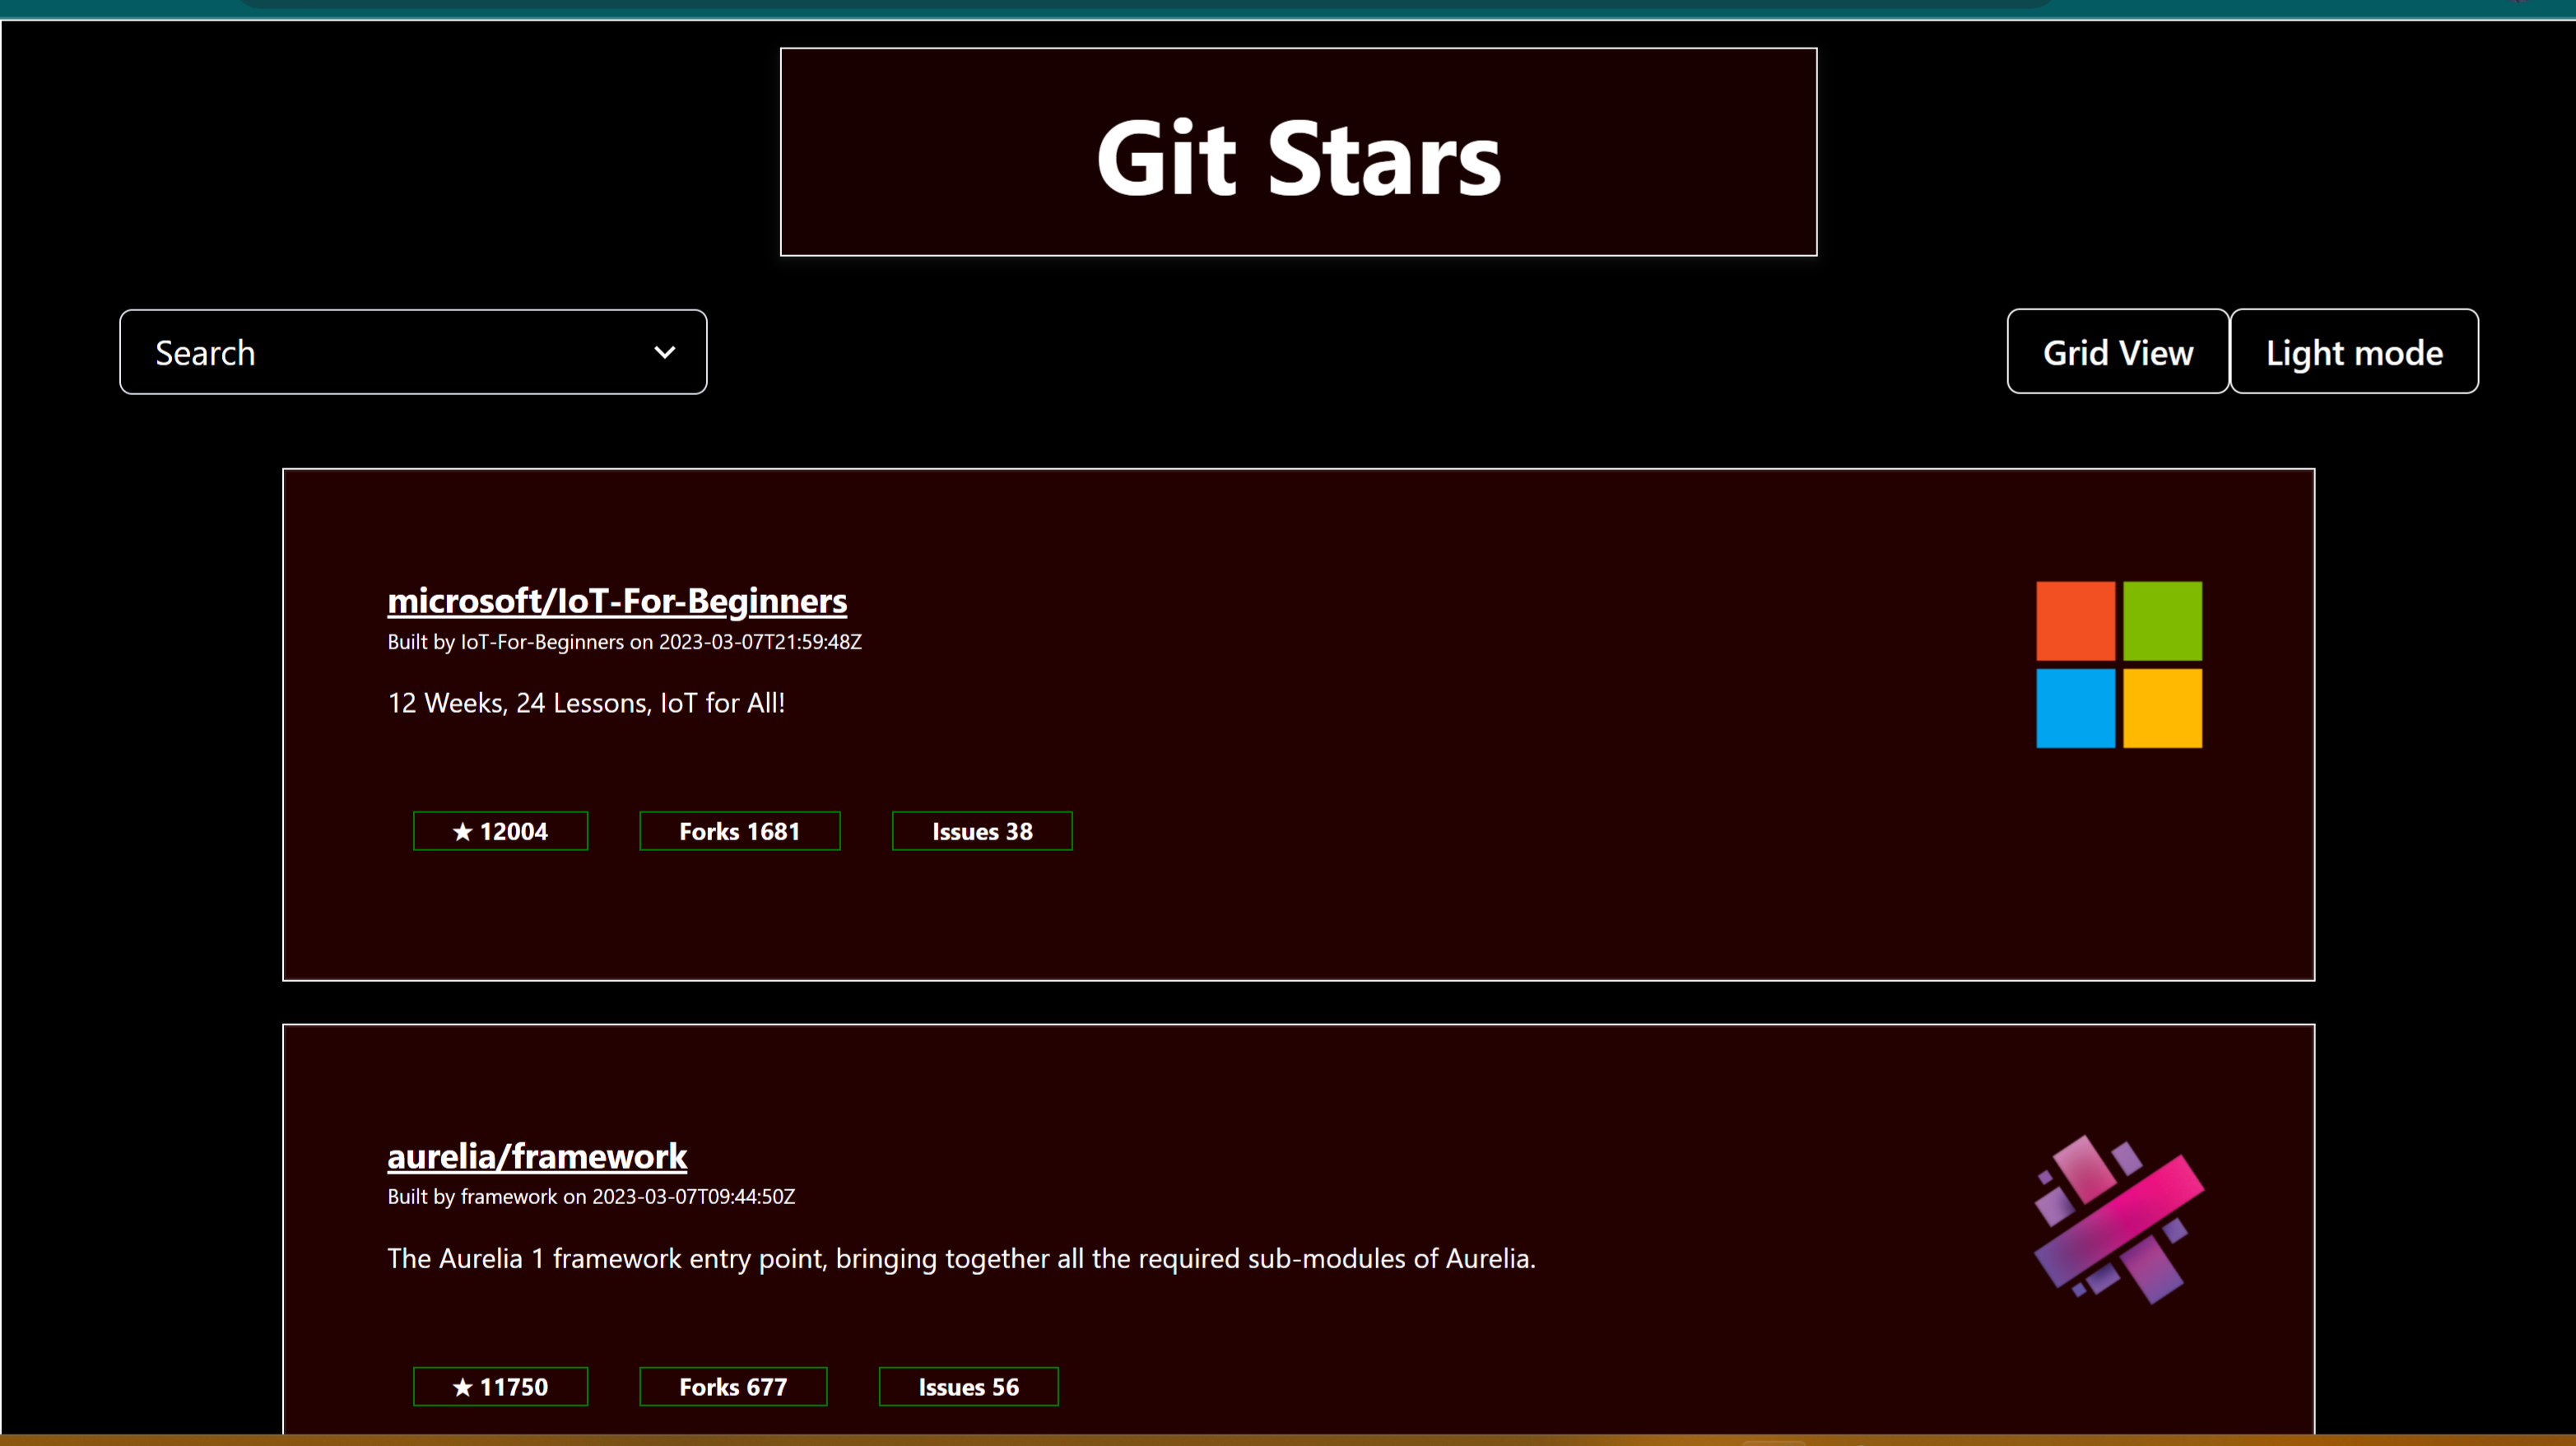 Git Stars
Search
Grid View
Light mode
microsoft/IoT-For-Beginners
Built by IoT-For-Beginners on 2023-03-07T21:59:48Z
12 Weeks, 24 Lessons, IoT for All!
★ 12004
Forks 1681
Issues 38
aurelia/framework
Built by framework on 2023-03-07T09:44:50Z
The Aurelia 1 framework entry point, bringing together all the required sub-modules of Aurelia.
★ 11750
Forks 677
Issues 56